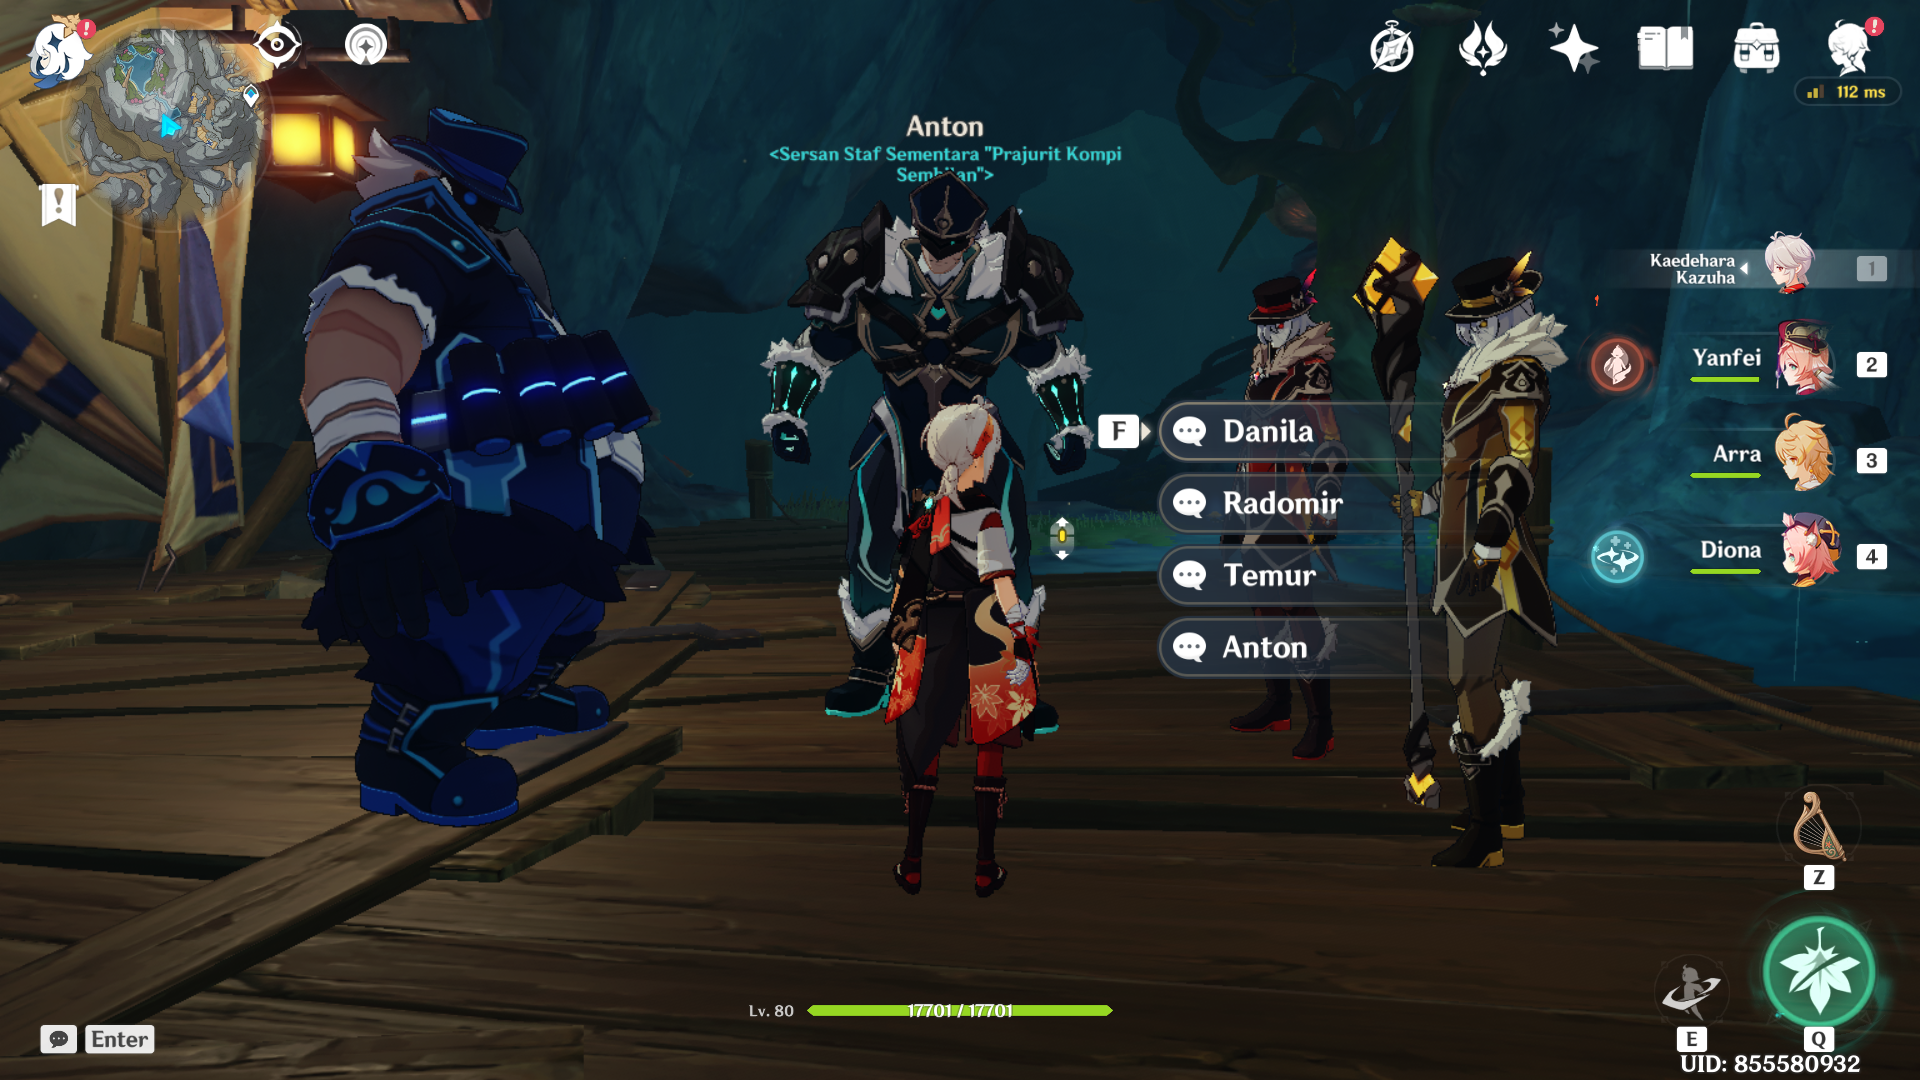 N
112 ms
Anton
<Sersan Staf Sementara "Prajurit Kompi
Sembilan">
Kaedehara
Kazuha
1
Yanfei
2
Arra
3
Diona
4
F
Danila
Radomir
Temur
Anton
Z
E
Q
Lv. 80
17701 / 17701
Enter
UID: 855580932